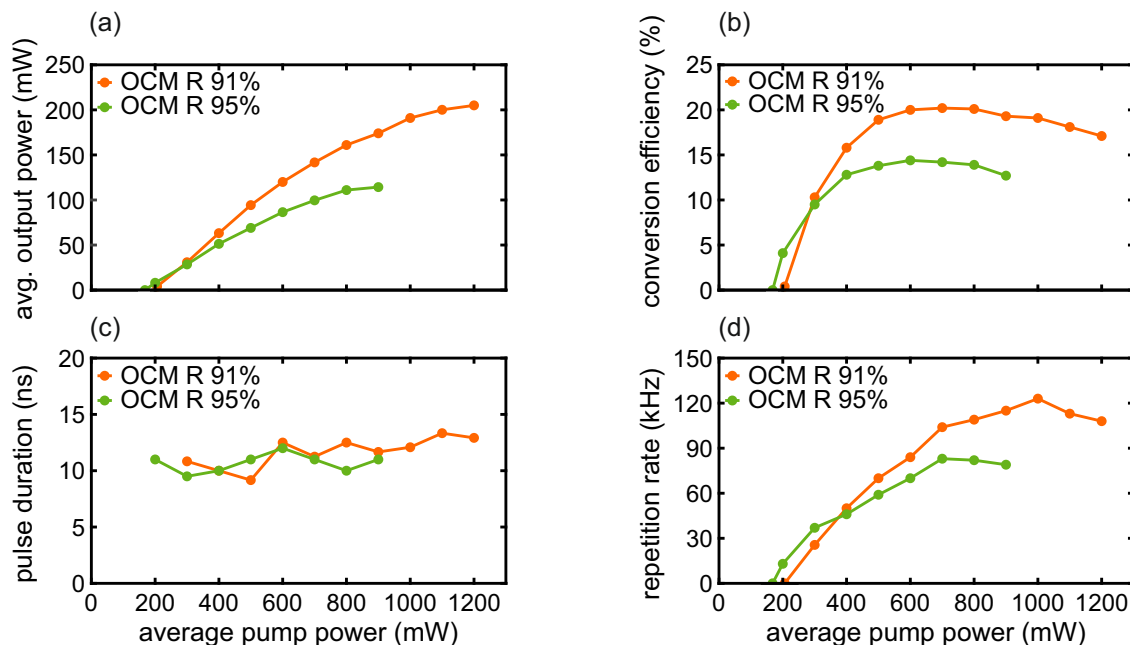 (a)
avg. output power (mW)
250
200
150
100
50
0
OCM R 91%
OCM R 95%
(b)
conversion efficiency (%)
25
20
15
10
5
0
OCM R 91%
OCM R 95%
(c)
pulse duration (ns)
20
15
10
5
0
OCM R 91%
OCM R 95%
0 200 400 600 800 1000 1200
average pump power (mW)
(d)
repetition rate (kHz)
150
120
90
60
30
0
OCM R 91%
OCM R 95%
0 200 400 600 800 1000 1200
average pump power (mW)